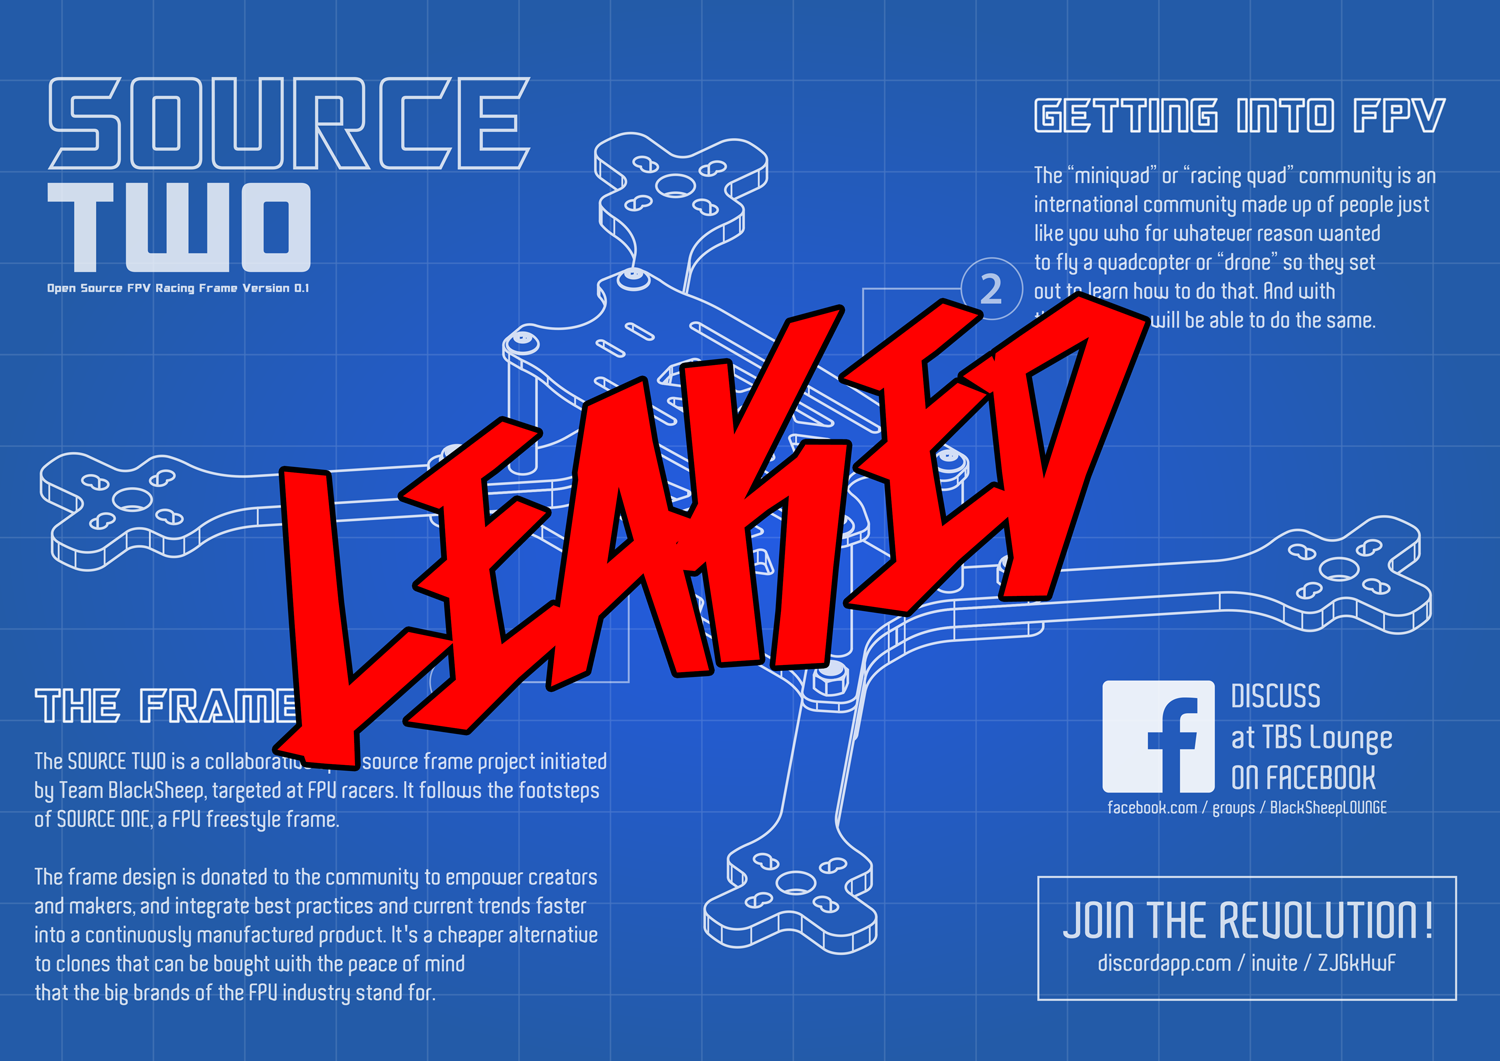 SOURCE
TWO
Open Source FPV Racing Frame Version 0.1
GETTING INTO FPV
The “miniquad” or “racing quad” community is an
international community made up of people just
like you who for whatever reason wanted
to fly a quadcopter or “drone” so they set
out to learn how to do that. And with
will be able to do the same.
2
LEAKED
THE FRAME
The SOURCE TWO is a collaborative source frame project initiated
by Team BlackSheep, targeted at FPV racers. It follows the footsteps
of SOURCE ONE, a FPV freestyle frame.
The frame design is donated to the community to empower creators
and makers, and integrate best practices and current trends faster
into a continuously manufactured product. It's a cheaper alternative
to clones that can be bought with the peace of mind
that the big brands of the FPV industry stand for.
f
DISCUSS
at TBS Lounge
ON FACEBOOK
facebook.com / groups / BlackSheepLOUNGE
JOIN THE REVOLUTION!
discordapp.com / invite / ZJGkHwF